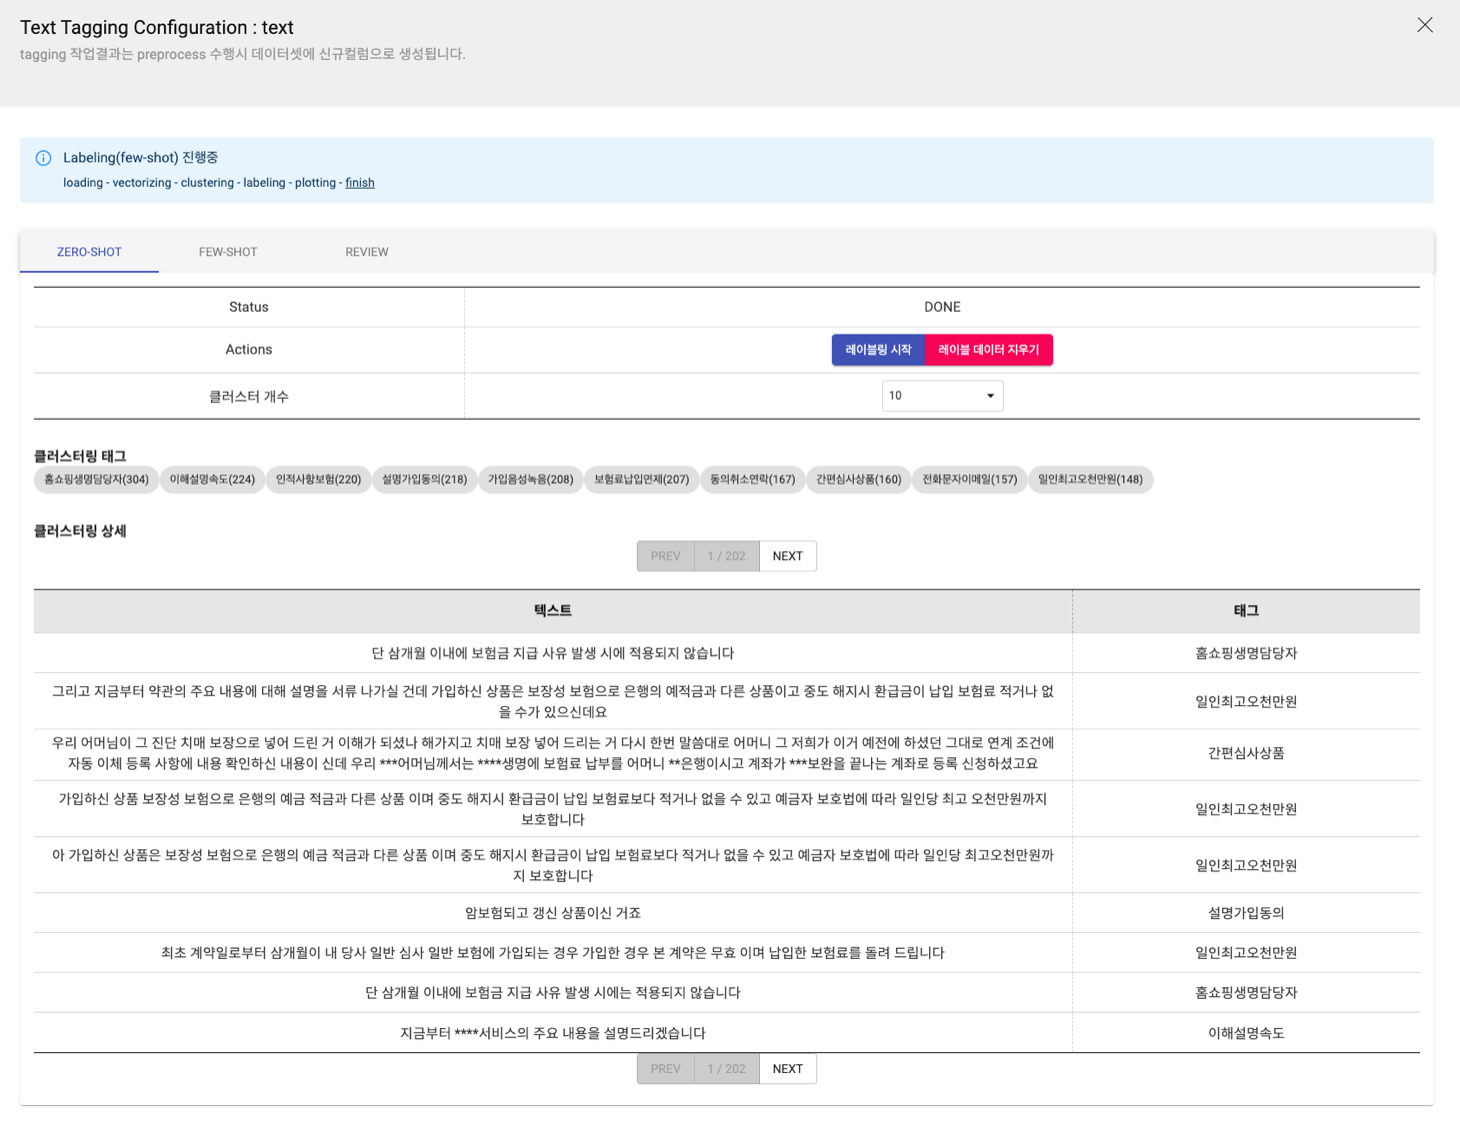 Text Tagging Configuration : text
tagging 작업결과는 preprocess 수행시 데이터셋에 신규컬럼으로 생성됩니다.
Labeling(few-shot) 진행중
loading - vectorizing - clustering - labeling - plotting - finish
ZERO-SHOT FEW-SHOT REVIEW
Status DONE
Actions 레이블링 시작 레이블 데이터 지우기
클러스터 개수 10
클러스터링 태그
홈쇼핑생명담당자(304) 이해설명속도(224) 인적사항보험(220) 설명가입동의(218) 가입음성녹음(208) 보험료납입면제(207) 동의취소연락(167) 간편심사상품(160) 전화문자이메일(157) 일인최고오천만원(148)
클러스터링 상세
PREV 1 / 202 NEXT
텍스트 태그
단 삼개월 이내에 보험금 지급 사유 발생 시에 적용되지 않습니다 홈쇼핑생명담당자
그리고 지금부터 약관의 주요 내용에 대해 설명을 서류 나가실 건데 가입하신 상품은 보장성 보험으로 은행의 예적금과 다른 상품이고 중도 해지시 환급금이 납입 보험료 적거나 없
을 수가 있으신데요 일인최고오천만원
우리 어머님이 그 진단 치매 보장으로 넣어 드린 거 이해가 되셨나 해가지고 치매 보장 넣어 드리는 거 다시 한번 말씀대로 어머니 그 저희가 이거 예전에 하셨던 그대로 연계 조건에
자동 이체 등록 사항에 내용 확인하신 내용이 신데 우리 ***어머님께서는 ****생명에 보험료 납부를 어머니 **은행이시고 계좌가 ***보완을 끝나는 계좌로 등록 신청하셨고요 간편심사상품
가입하신 상품 보장성 보험으로 은행의 예금 적금과 다른 상품 이며 중도 해지시 환급금이 납입 보험료보다 적거나 없을 수 있고 예금자 보호법에 따라 일인당 최고 오천만원까지
보호합니다 일인최고오천만원
아 가입하신 상품은 보장성 보험으로 은행의 예금 적금과 다른 상품 이며 중도 해지시 환급금이 납입 보험료보다 적거나 없을 수 있고 예금자 보호법에 따라 일인당 최고오천만원까
지 보호합니다 일인최고오천만원
암보험되고 갱신 상품이신 거죠 설명가입동의
최초 계약일로부터 삼개월이 내 당사 일반 심사 일반 보험에 가입되는 경우 가입한 경우 본 계약은 무효 이며 납입한 보험료를 돌려 드립니다 일인최고오천만원
단 삼개월 이내에 보험금 지급 사유 발생 시에는 적용되지 않습니다 홈쇼핑생명담당자
지금부터 ****서비스의 주요 내용을 설명드리겠습니다 이해설명속도
PREV 1 / 202 NEXT